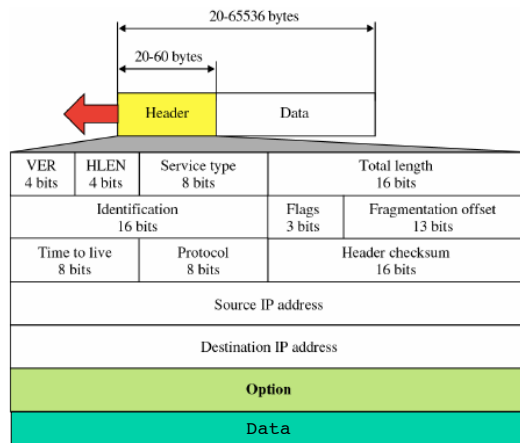 20-65536 bytes
20-60 bytes
Header
Data
VER
4 bits
HLEN
4 bits
Service type
8 bits
Total length
16 bits
Identification
16 bits
Flags
3 bits
Fragmentation offset
13 bits
Time to live
8 bits
Protocol
8 bits
Header checksum
16 bits
Source IP address
Destination IP address
Option
Data